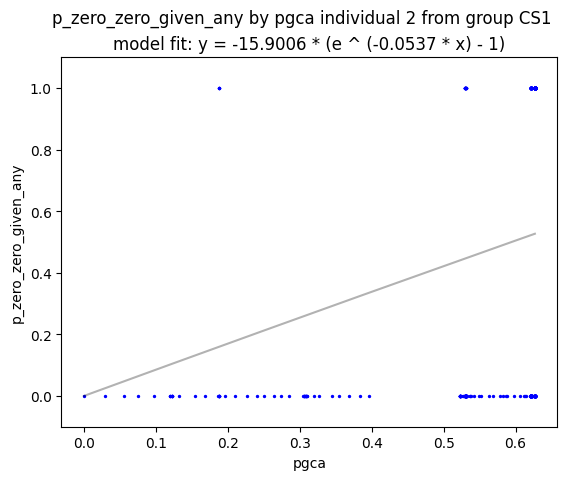 p_zero_zero_given_any by pgca individual 2 from group CS1
model fit: y = -15.9006 * (e ^ (-0.0537 * x) - 1)
1.0
0.8
0.6
0.4
0.2
0.0
p_zero_zero_given_any
0.0 0.1 0.2 0.3 0.4 0.5 0.6
pgca